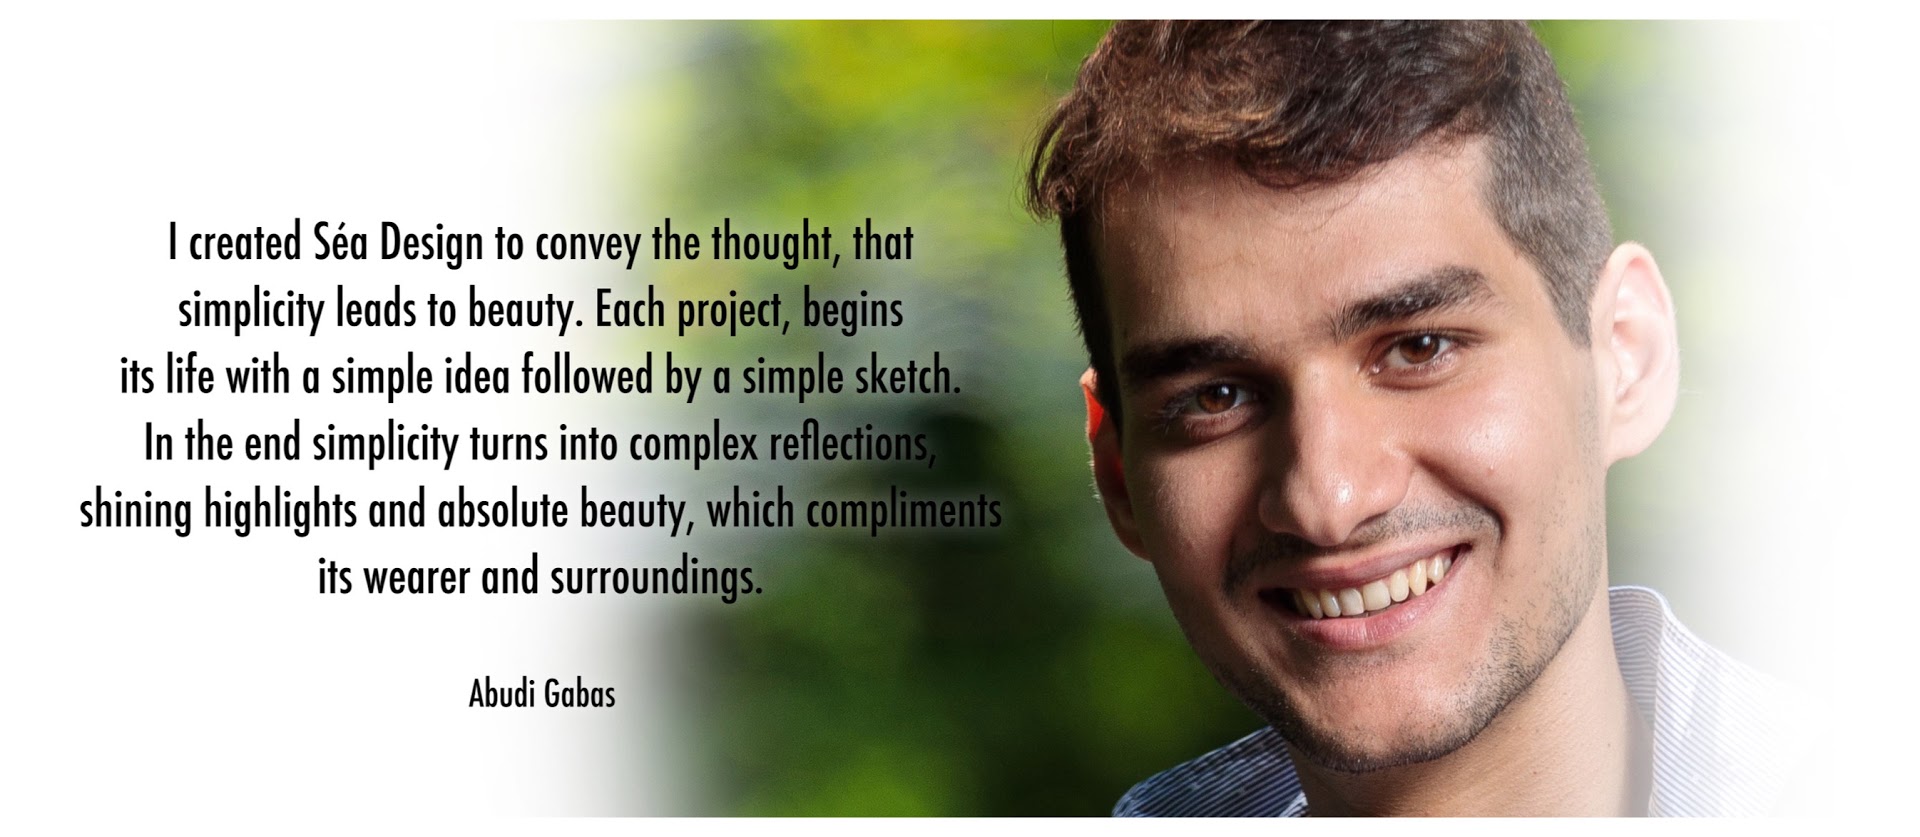 I created Séa Design to convey the thought, that
simplicity leads to beauty. Each project, begins
its life with a simple idea followed by a simple sketch.
In the end simplicity turns into complex reflections,
shining highlights and absolute beauty, which compliments
its wearer and surroundings.
Abudi Gabas